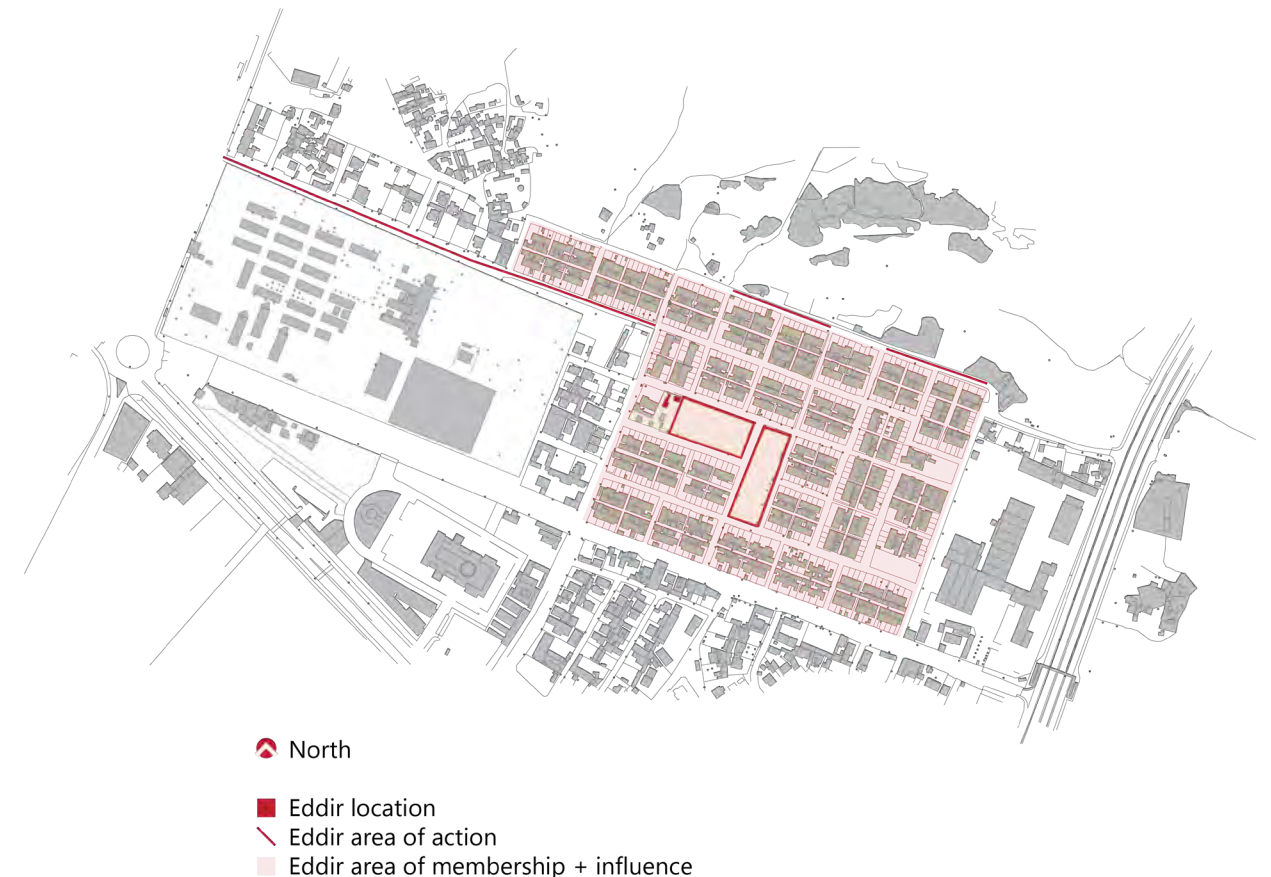 North
Eddir location
Eddir area of action
Eddir area of membership + influence